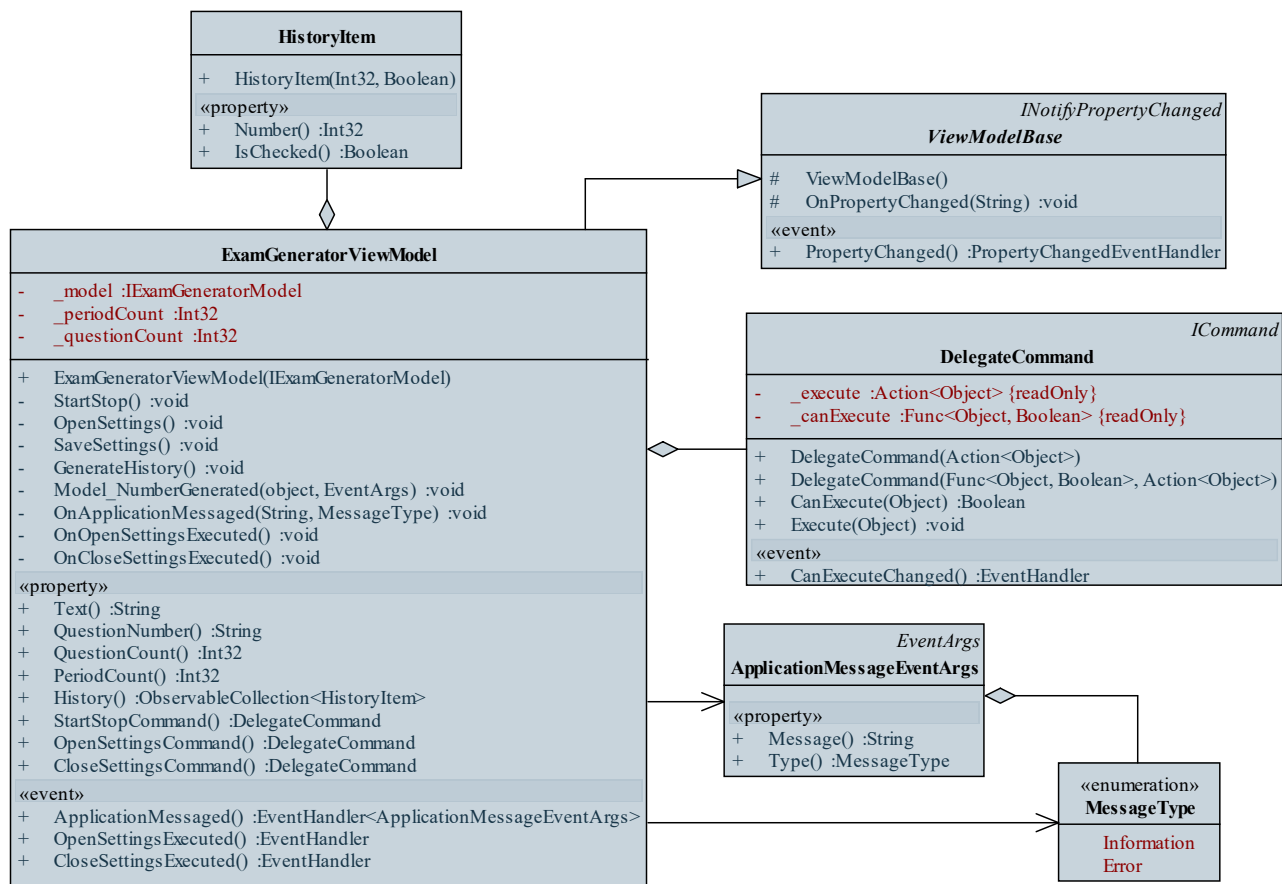 HistoryItem
+ HistoryItem(Int32, Boolean)
«property»
+ Number() :Int32
+ IsChecked() :Boolean
INotifyPropertyChanged
ViewModelBase
# ViewModelBase()
# OnPropertyChanged(String) :void
«event»
+ PropertyChanged() :PropertyChangedEventHandler
ExamGeneratorViewModel
- _model :IExamGeneratorModel
- _periodCount :Int32
- _questionCount :Int32
+ ExamGeneratorViewModel(IExamGeneratorModel)
- StartStop() :void
- OpenSettings() :void
- SaveSettings() :void
- GenerateHistory() :void
- Model_NumberGenerated(object, EventArgs) :void
- OnApplicationMessaged(String, MessageType) :void
- OnOpenSettingsExecuted() :void
- OnCloseSettingsExecuted() :void
«property»
+ Text() :String
+ QuestionNumber() :String
+ QuestionCount() :Int32
+ PeriodCount() :Int32
+ History() :ObservableCollection<HistoryItem>
+ StartStopCommand() :DelegateCommand
+ OpenSettingsCommand() :DelegateCommand
+ CloseSettingsCommand() :DelegateCommand
«event»
+ ApplicationMessaged() :EventHandler<ApplicationMessageEventArgs>
+ OpenSettingsExecuted() :EventHandler
+ CloseSettingsExecuted() :EventHandler
ICommand
DelegateCommand
- _execute :Action<Object> {readOnly}
- _canExecute :Func<Object, Boolean> {readOnly}
+ DelegateCommand(Action<Object>)
+ DelegateCommand(Func<Object, Boolean>, Action<Object>)
+ CanExecute(Object) :Boolean
+ Execute(Object) :void
«event»
+ CanExecuteChanged() :EventHandler
EventArgs
ApplicationMessageEventArgs
«property»
+ Message() :String
+ Type() :MessageType
«enumeration»
MessageType
Information
Error